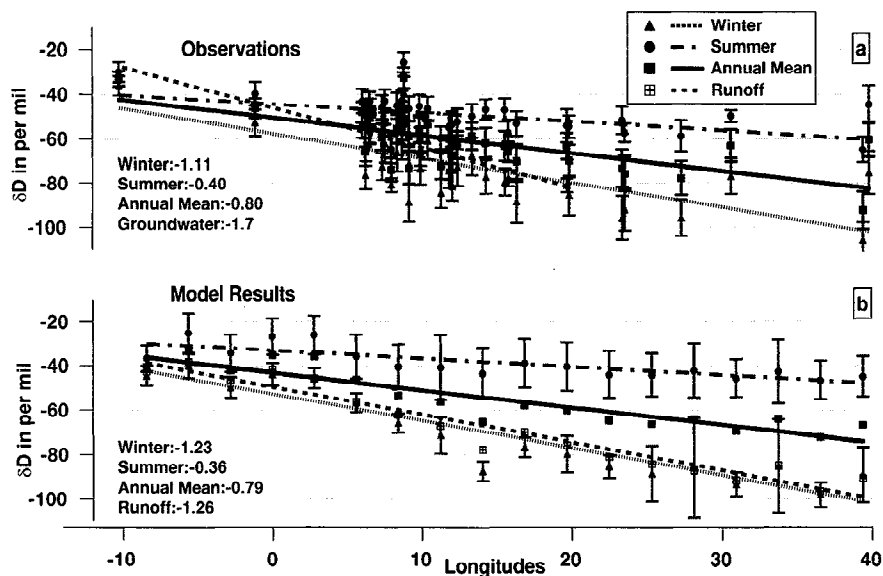 Winter
Summer
Annual Mean
Runoff
a
Observations
-20
-40
-60
-80
-100
δD in per mil
Winter:-1.11
Summer:-0.40
Annual Mean:-0.80
Groundwater:-1.7
b
Model Results
-20
-40
-60
-80
-100
δD in per mil
Winter:-1.23
Summer:-0.36
Annual Mean:-0.79
Runoff:-1.26
-10 0 10 20 30 40
Longitudes